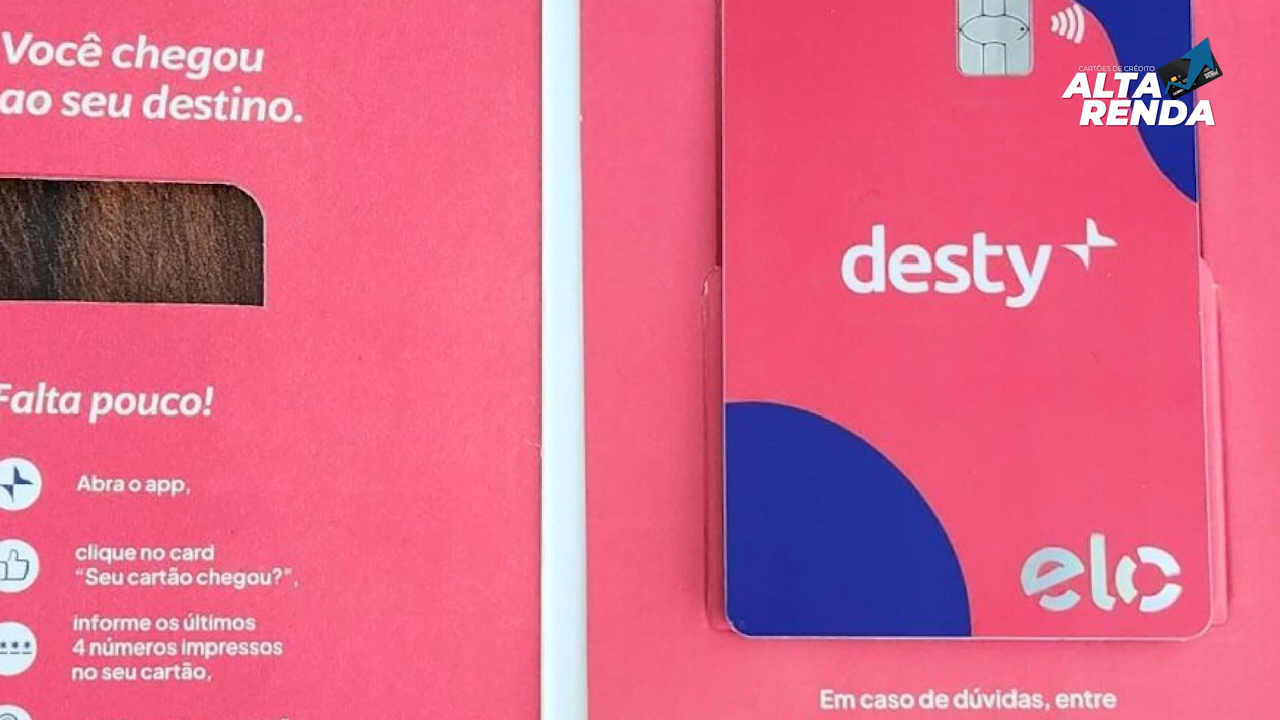 Você chegou
ao seu destino.
Falta pouco!
Abra o app,
clique no card
“Seu cartão chegou?”,
informe os últimos
4 números impressos
no seu cartão,
CARTÕES DE CRÉDITO
ALTA
RENDA
desty
elo
Em caso de dúvidas, entre